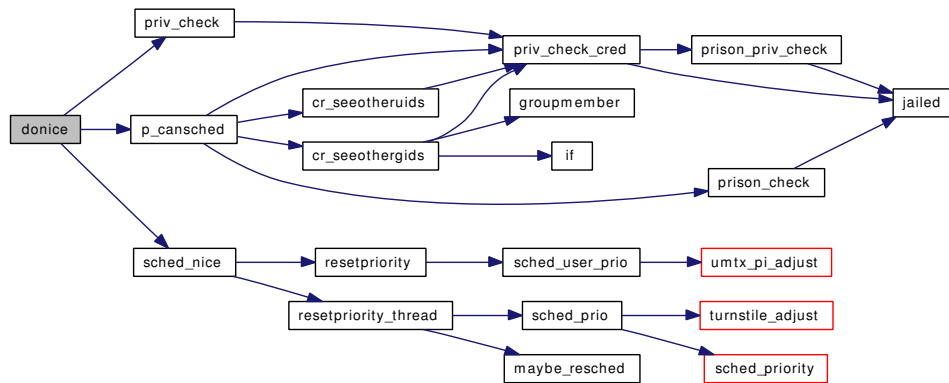 priv_check
priv_check_cred
prison_priv_check
cr_seeotheruids
groupmember
jailed
donice
p_cansched
cr_seeothergids
if
prison_check
sched_nice
resetpriority
sched_user_prio
umtx_pi_adjust
resetpriority_thread
sched_prio
turnstile_adjust
maybe_resched
sched_priority